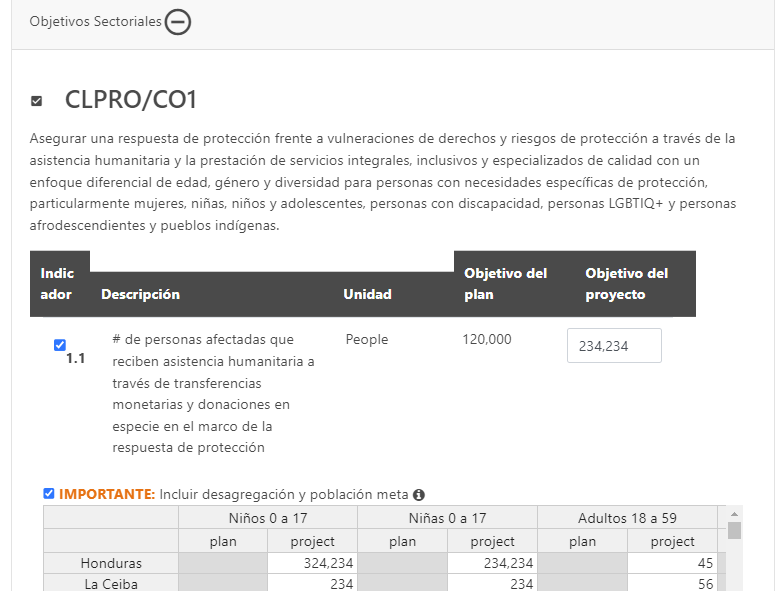 Objetivos Sectoriales
CLPRO/CO1
Asegurar una respuesta de protección frente a vulneraciones de derechos y riesgos de protección a través de la
asistencia humanitaria y la prestación de servicios integrales, inclusivos y especializados de calidad con un
enfoque diferencial de edad, género y diversidad para personas con necesidades específicas de protección,
particularmente mujeres, niñas, niños y adolescentes, personas con discapacidad, personas LGBTIQ+ y personas
afrodescendientes y pueblos indígenas.
Indic
ador
Descripción
Unidad
Objetivo del
plan
Objetivo del
proyecto
1.1
# de personas afectadas que
reciben asistencia humanitaria a
través de transferencias
monetarias y donaciones en
especie en el marco de la
respuesta de protección
People
120,000
234,234
IMPORTANTE: Incluir desagregación y población meta
Niños 0 a 17 Niñas 0 a 17 Adultos 18 a 59
plan project plan project plan project
Honduras 324,234 234,234 45
La Ceiba 234 234 56